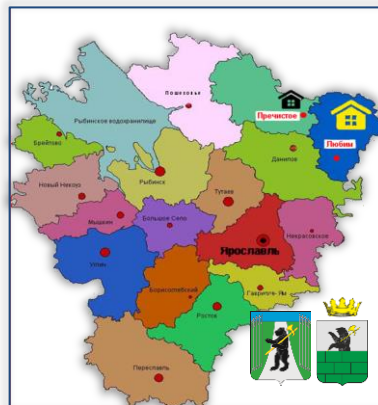 Пошехонье
Пречистое
Рыбинское водохранилище
Любим
Брейтово
Данилов
Рыбинск
Новый Некоуз
Тутаев
Мышкин
Большое Село
Некрасовское
Ярославль
Углич
Гаврилов- Ям
Борисоглебский
Ростов
Переславль